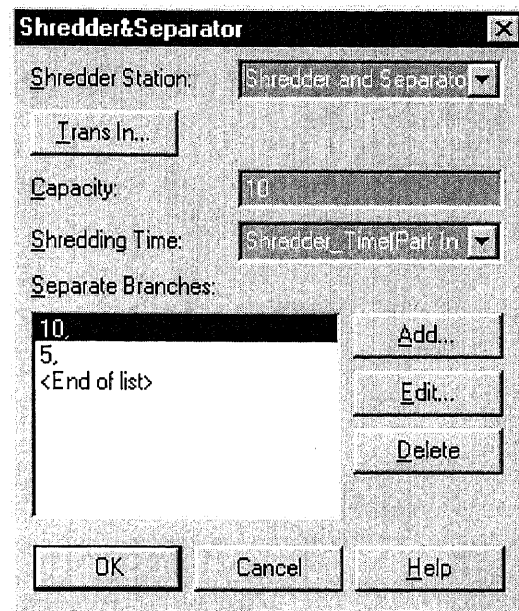 Shredder&Separator
Shredder Station: Shredder and Separato
Trans In...
Capacity: 10
Shredding Time: Shredder_Time(Part In
Separate Branches:
10,
5,
<End of list>
Add...
Edit...
Delete
OK Cancel Help